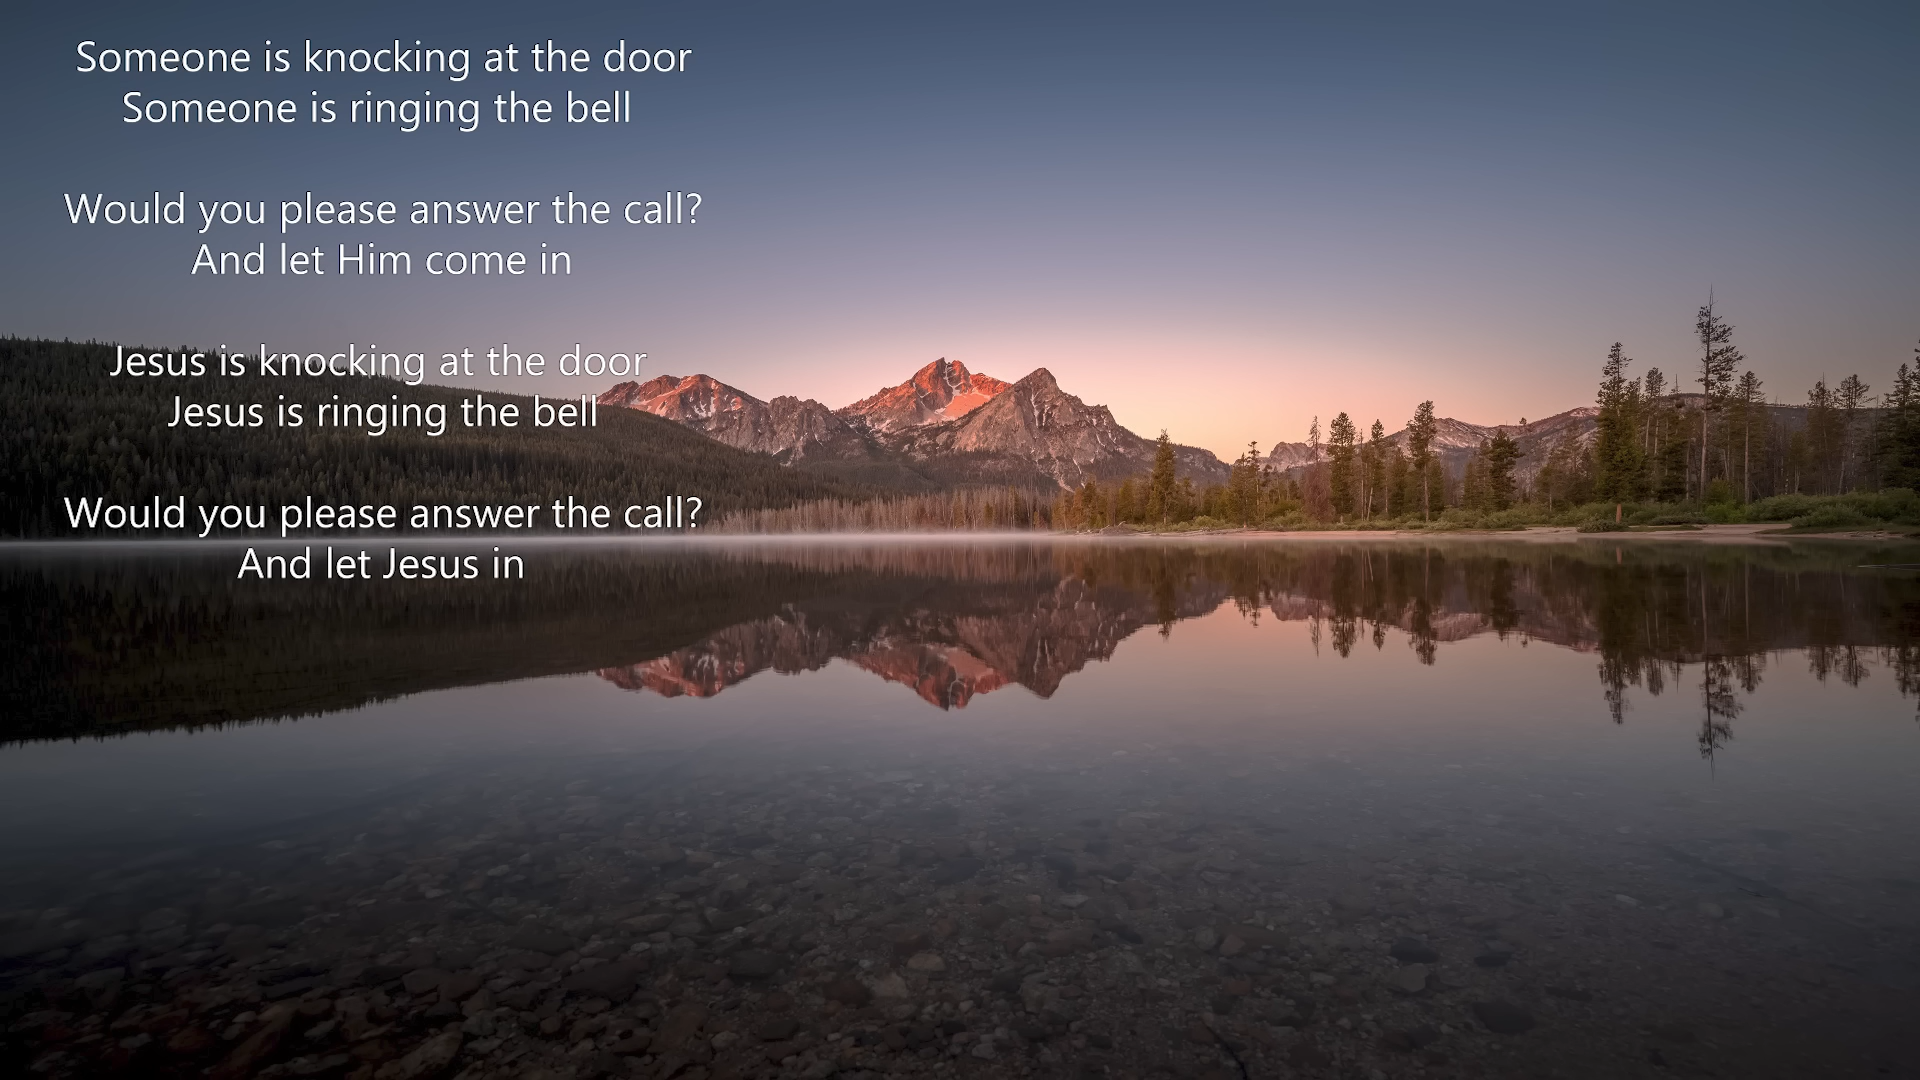 Someone is knocking at the door
Someone is ringing the bell
Would you please answer the call?
And let Him come in
Jesus is knocking at the door
Jesus is ringing the bell
Would you please answer the call?
And let Jesus in